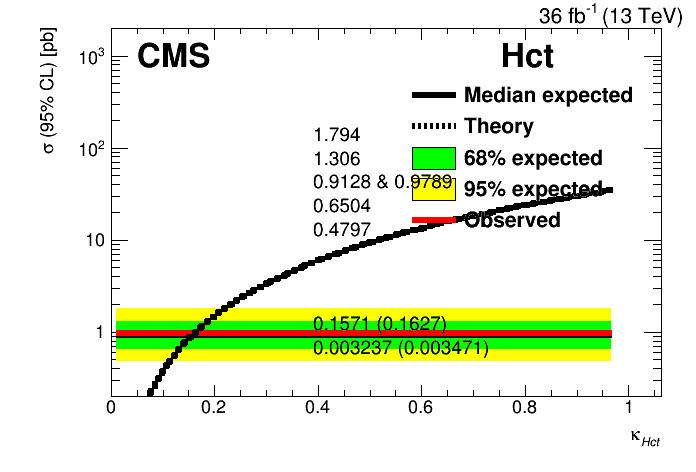 36 fb⁻¹ (13 TeV)
CMS
Hct
σ (95% CL) [pb]
10³
10²
10
1
Median expected
Theory
68% expected
95% expected
Observed
1.794
1.306
0.9128 & 0.9789
0.6504
0.4797
0.1571 (0.1627)
0.003237 (0.003471)
0 0.2 0.4 0.6 0.8 1
κ_Hct